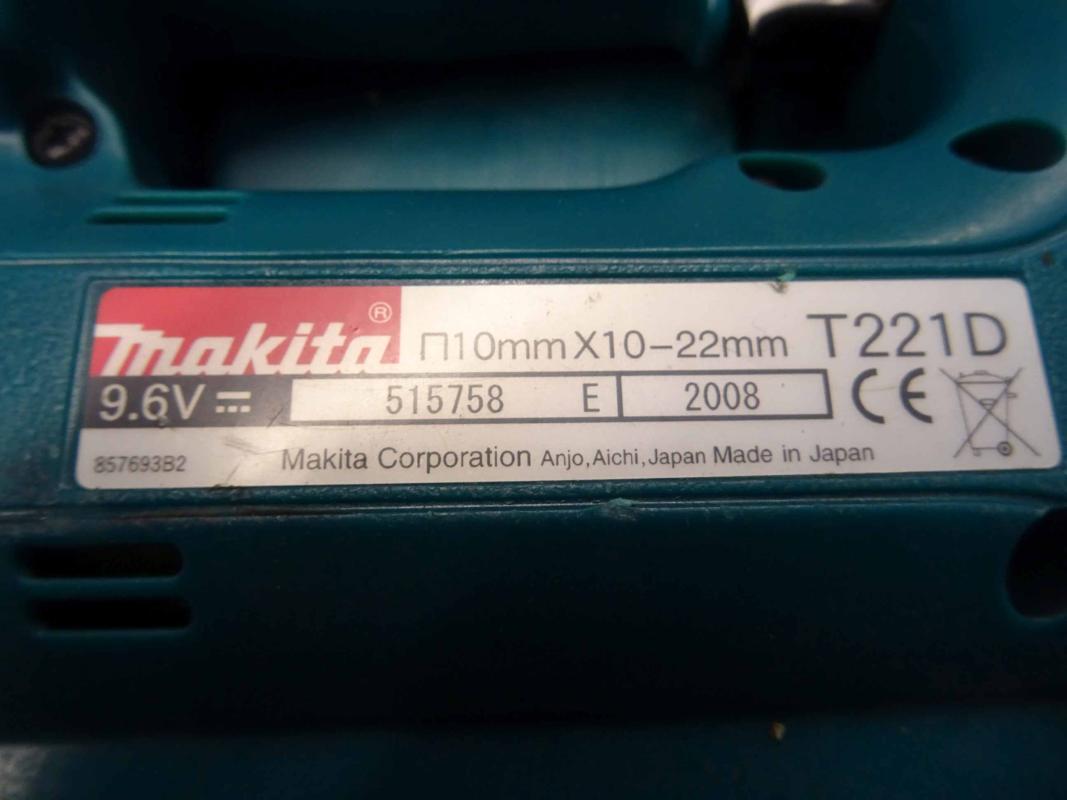 makita® ⊓10mm X10-22mm T221D
9.6V⎓ 515758 E 2008 CE
857693B2 Makita Corporation Anjo, Aichi, Japan Made in Japan